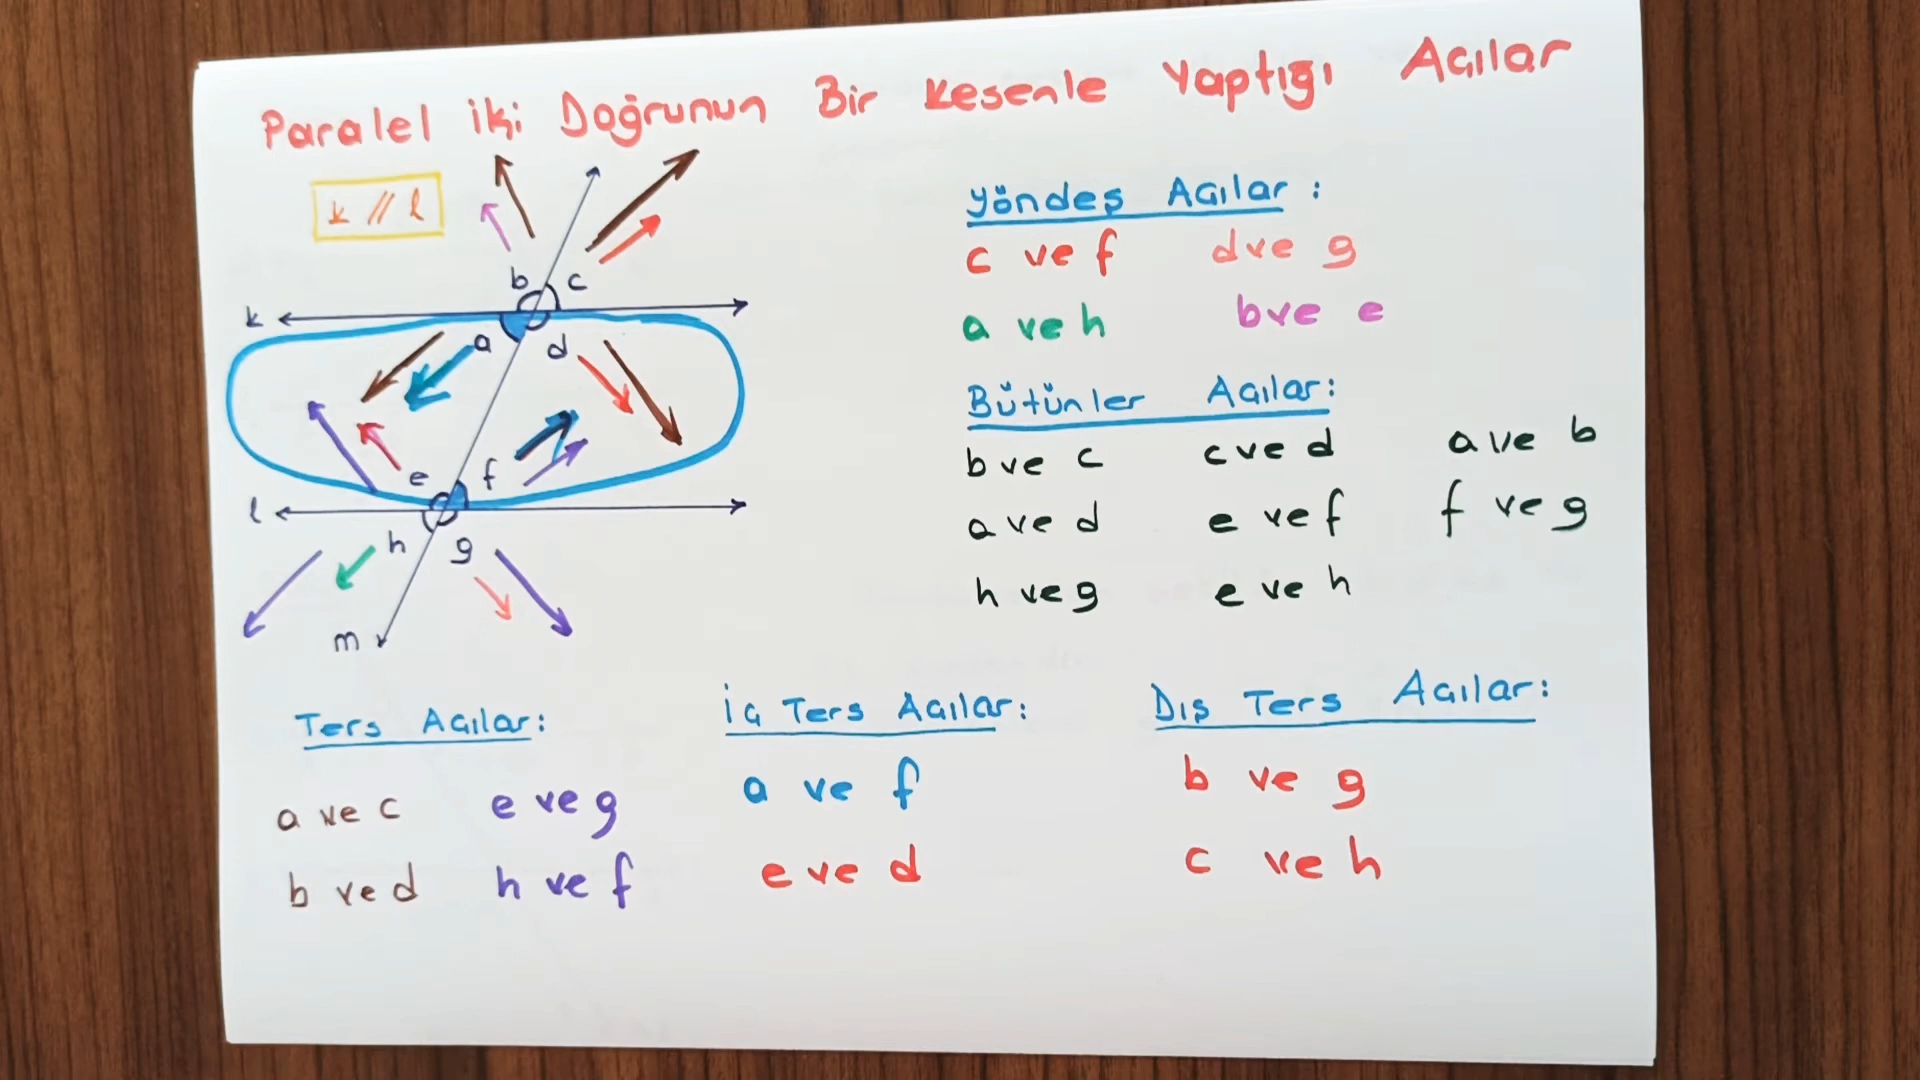 Paralel iki Doğrunun Bir Kesenle Yaptığı Açılar
k // l
b c
k
a d
e f
l
h g
m
Yöndeş Açılar :
c ve f d ve g
a ve h b ve e
Bütünler Açılar:
b ve c c ve d a ve b
a ve d e ve f f ve g
h ve g e ve h
Ters Açılar:
a ve c e ve g
b ve d h ve f
İç Ters Açılar:
a ve f
e ve d
Dış Ters Açılar:
b ve g
c ve h